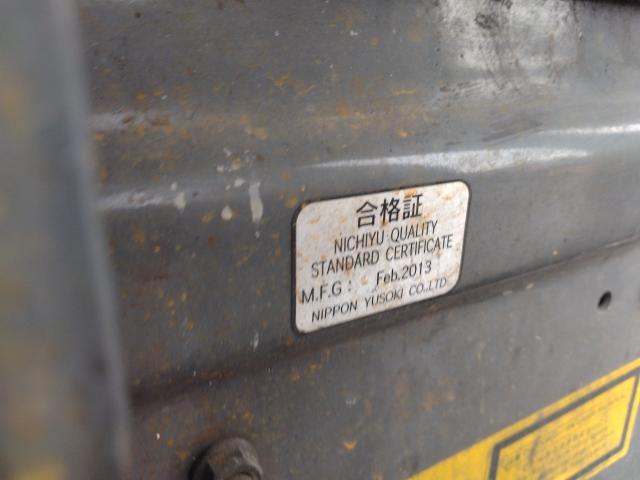 合格証
NICHIYU QUALITY
STANDARD CERTIFICATE
M.F.G : Feb.2013
NIPPON YUSOKI CO.,LTD